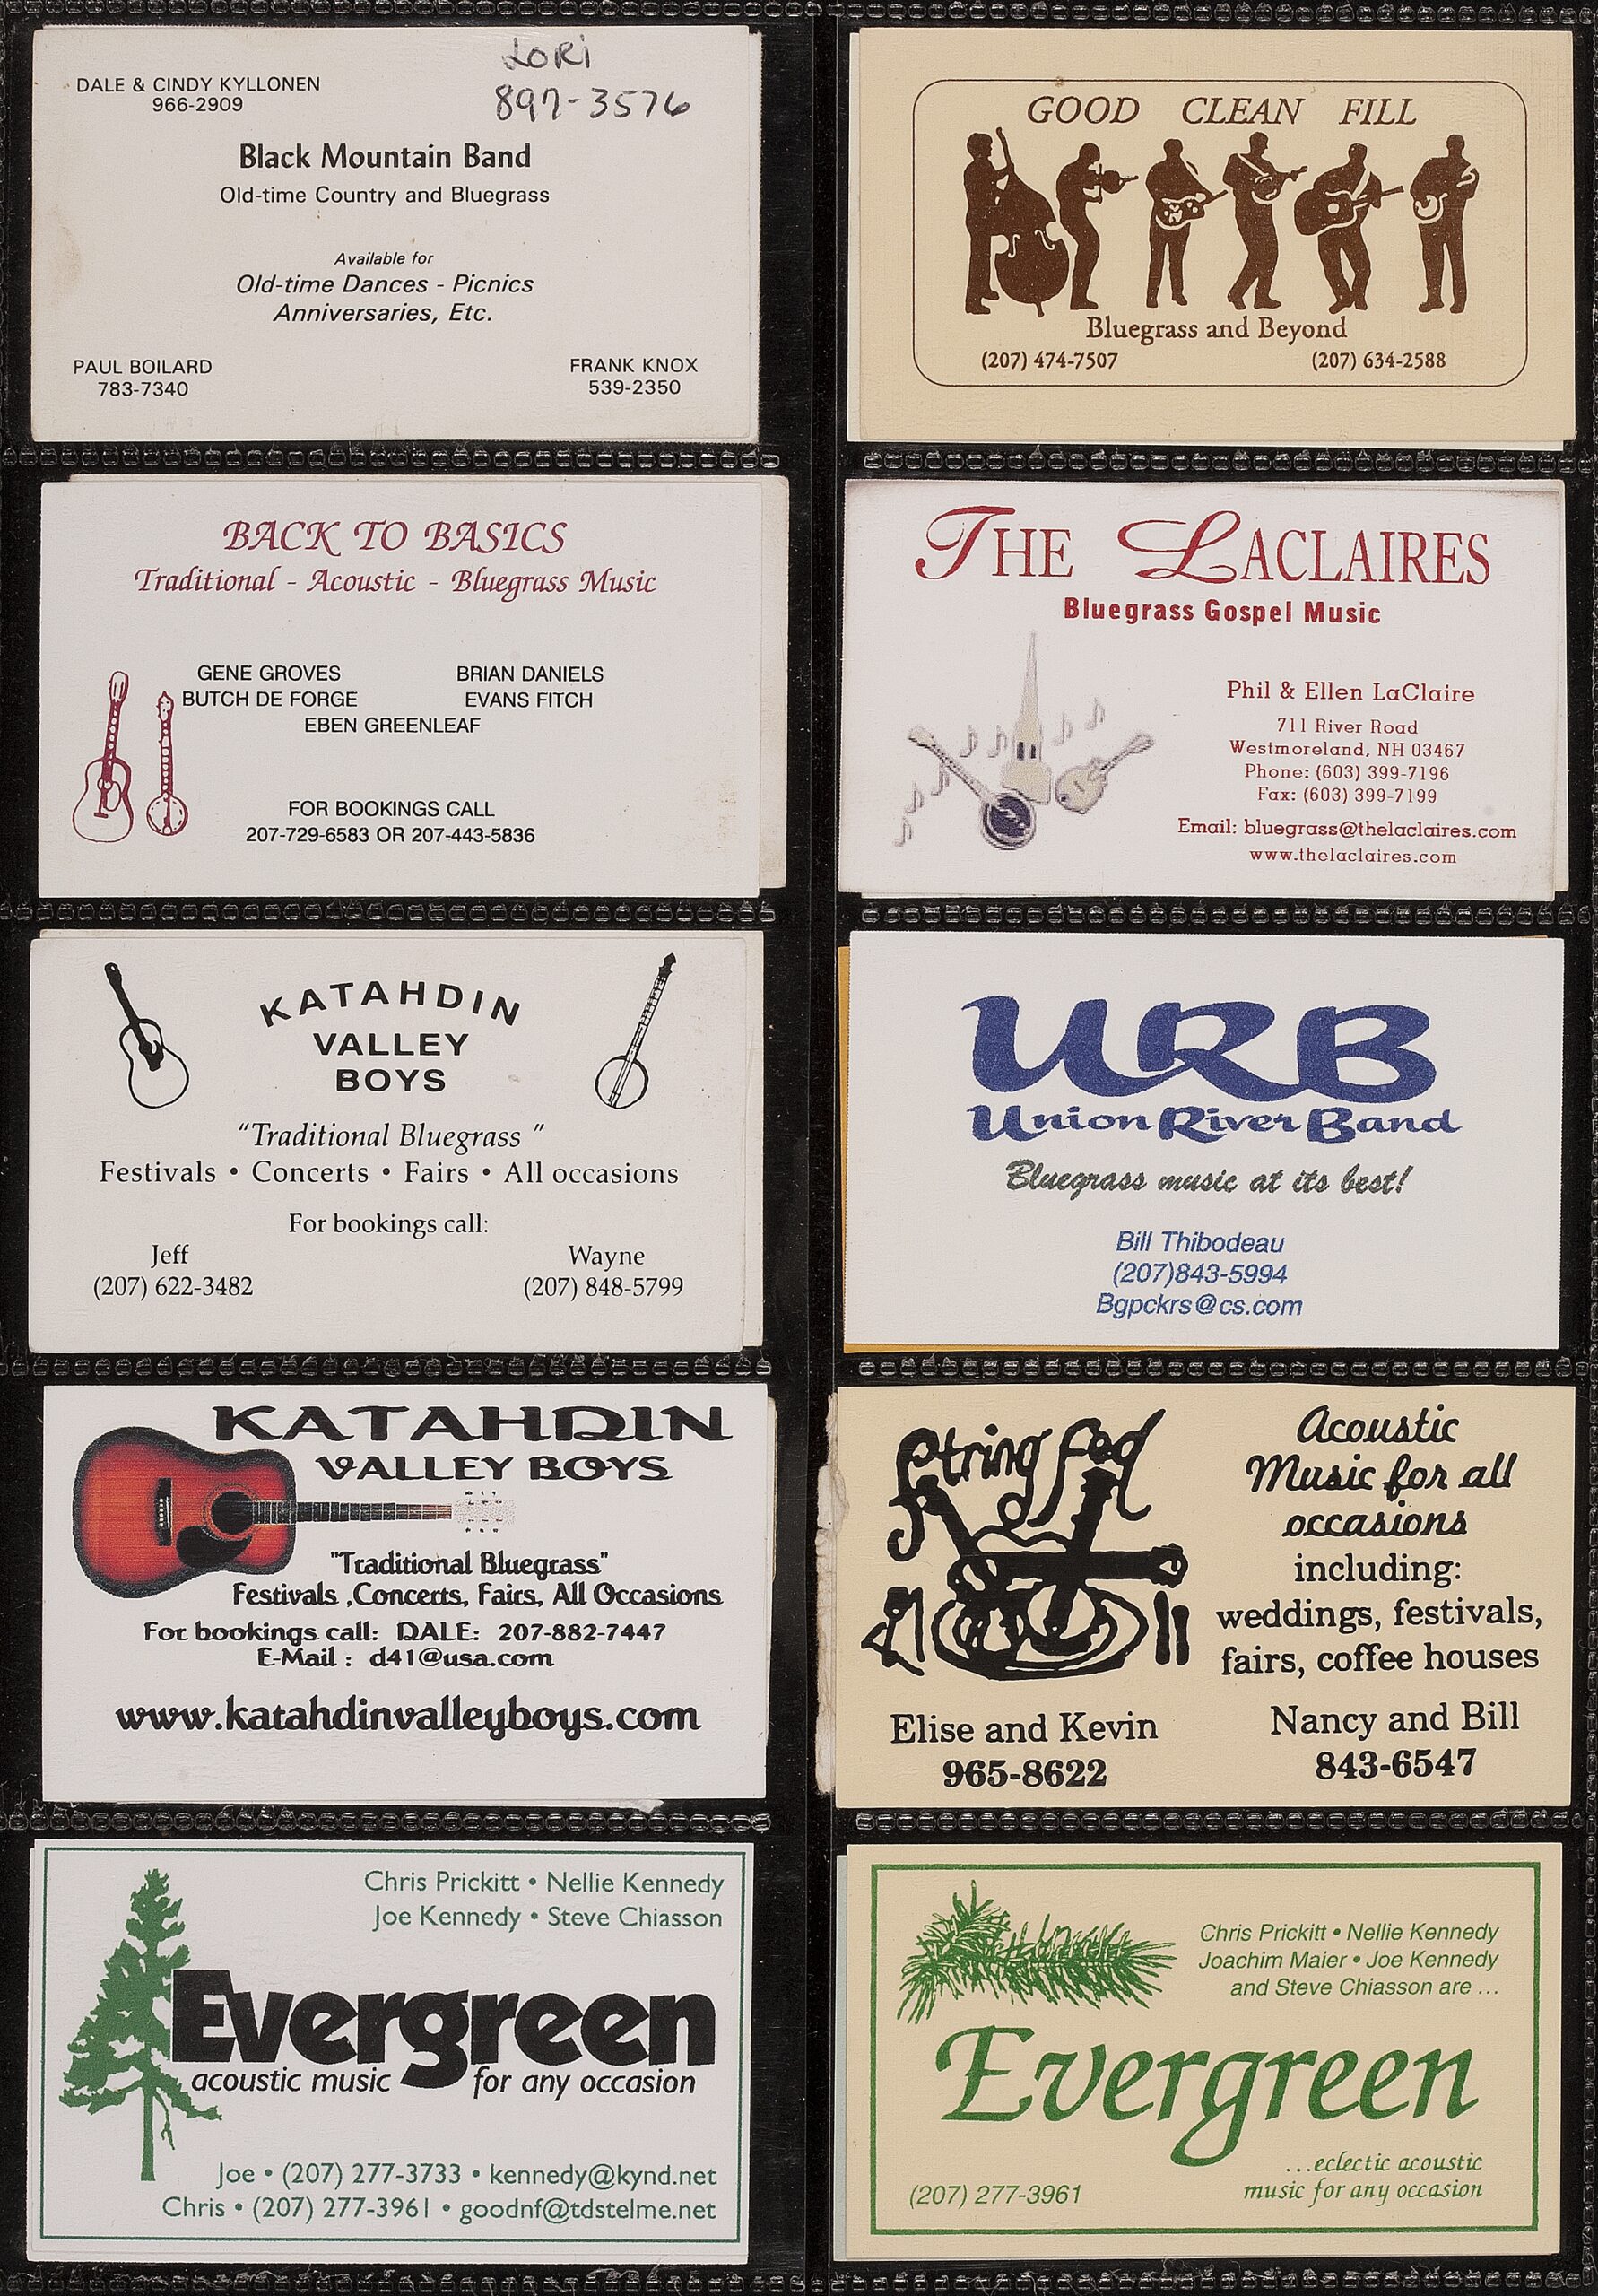 DALE & CINDY KYLLONEN
966-2909
LORi
897-3576
Black Mountain Band
Old-time Country and Bluegrass
Available for
Old-time Dances - Picnics
Anniversaries, Etc.
PAUL BOILARD
783-7340
FRANK KNOX
539-2350
GOOD CLEAN FILL
Bluegrass and Beyond
(207) 474-7507
(207) 634-2588
BACK TO BASICS
Traditional - Acoustic - Bluegrass Music
GENE GROVES BRIAN DANIELS
BUTCH DE FORGE EVANS FITCH
EBEN GREENLEAF
FOR BOOKINGS CALL
207-729-6583 OR 207-443-5836
THE LACLAIRES
Bluegrass Gospel Music
Phil & Ellen LaClaire
711 River Road
Westmoreland, NH 03467
Phone: (603) 399-7196
Fax: (603) 399-7199
Email: bluegrass@thelaclaires.com
www.thelaclaires.com
KATAHDIN
VALLEY
BOYS
"Traditional Bluegrass "
Festivals • Concerts • Fairs • All occasions
For bookings call:
Jeff
(207) 622-3482
Wayne
(207) 848-5799
URB
Union River Band
Bluegrass music at its best!
Bill Thibodeau
(207)843-5994
Bgpckrs@cs.com
KATAHDIN
VALLEY BOYS
"Traditional Bluegrass"
Festivals ,Concerts, Fairs, All Occasions
For bookings call: DALE: 207-882-7447
E-Mail : d41@usa.com
www.katahdinvalleyboys.com
String Fed
Acoustic
Music for all
occasions
including:
weddings, festivals,
fairs, coffee houses
Elise and Kevin
965-8622
Nancy and Bill
843-6547
Chris Prickitt • Nellie Kennedy
Joe Kennedy • Steve Chiasson
Evergreen
acoustic music for any occasion
Joe • (207) 277-3733 • kennedy@kynd.net
Chris • (207) 277-3961 • goodnf@tdstelme.net
Chris Prickitt • Nellie Kennedy
Joachim Maier • Joe Kennedy
and Steve Chiasson are ...
Evergreen
...eclectic acoustic
music for any occasion
(207) 277-3961